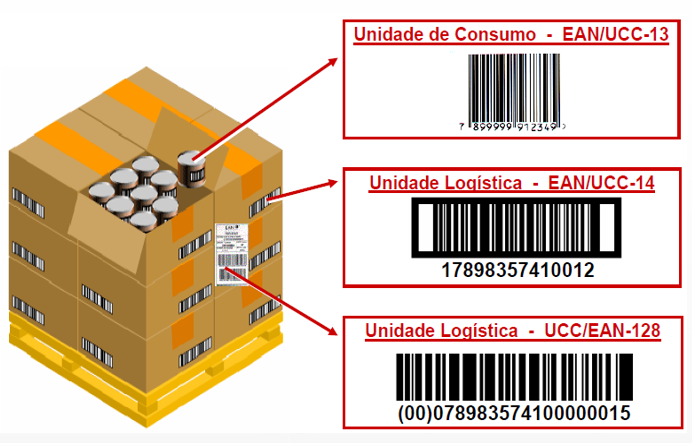 Unidade de Consumo - EAN/UCC-13
7 899999 912349 >
Unidade Logística - EAN/UCC-14
17898357410012
EAN
Unidade Logística - UCC/EAN-128
(00)078983574100000015